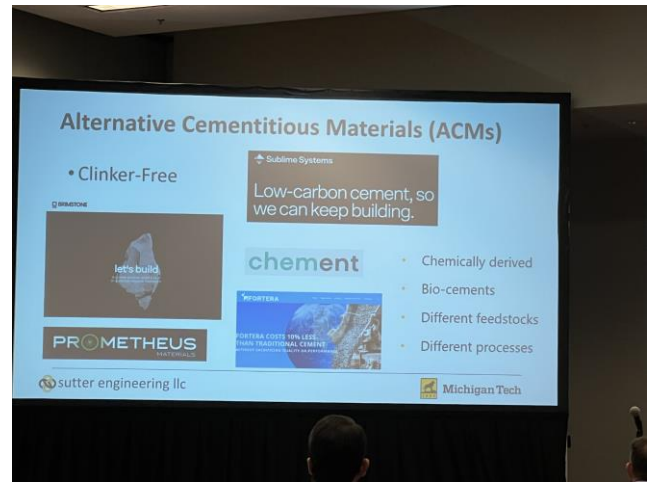 Alternative Cementitious Materials (ACMs)
• Clinker-Free
BRIMSTONE
let's build
Sublime Systems
Low-carbon cement, so
we can keep building.
chement
FORTERA
FORTERA COSTS 10% LESS
THAN TRADITIONAL CEMENT
PROMETHEUS
MATERIALS
• Chemically derived
• Bio-cements
• Different feedstocks
• Different processes
sutter engineering llc
Michigan Tech